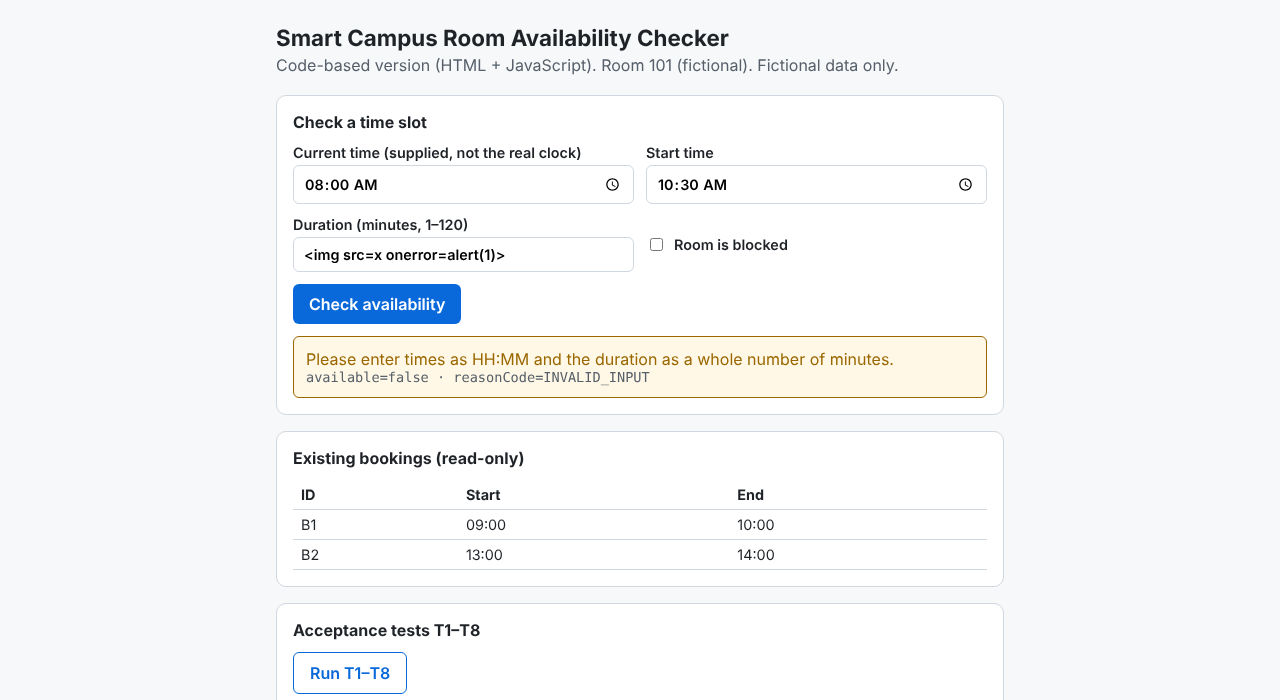 Smart Campus Room Availability Checker
Code-based version (HTML + JavaScript). Room 101 (fictional). Fictional data only.
Check a time slot
Current time (supplied, not the real clock) Start time
08:00 AM 10:30 AM
Duration (minutes, 1–120)
<img src=x onerror=alert(1)> Room is blocked
Check availability
Please enter times as HH:MM and the duration as a whole number of minutes.
available=false · reasonCode=INVALID_INPUT
Existing bookings (read-only)
ID Start End
B1 09:00 10:00
B2 13:00 14:00
Acceptance tests T1–T8
Run T1–T8